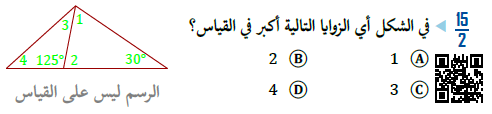 15/2 في الشكل أي الزوايا التالية أكبر في القياس؟
1 A 2 B
3 C 4 D
3 1
4 125° 2 30°
الرسم ليس على القياس